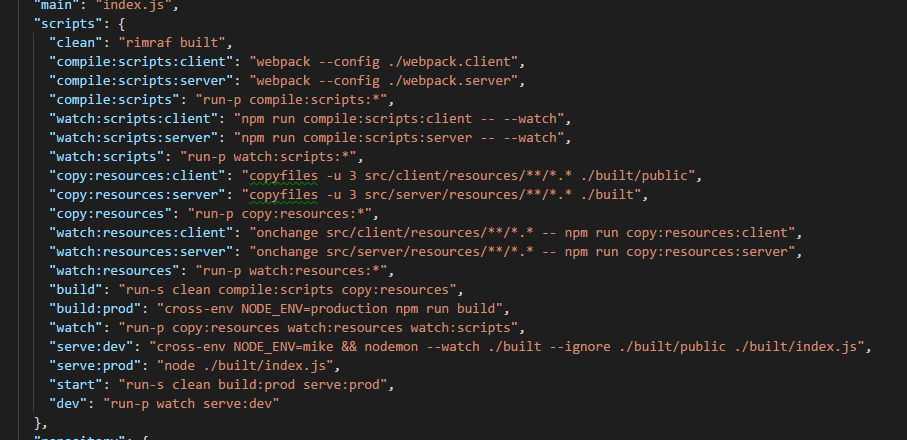 "main": "index.js",
"scripts": {
"clean": "rimraf built",
"compile:scripts:client": "webpack --config ./webpack.client",
"compile:scripts:server": "webpack --config ./webpack.server",
"compile:scripts": "run-p compile:scripts:*",
"watch:scripts:client": "npm run compile:scripts:client -- --watch",
"watch:scripts:server": "npm run compile:scripts:server -- --watch",
"watch:scripts": "run-p watch:scripts:*",
"copy:resources:client": "copyfiles -u 3 src/client/resources/**/*.* ./built/public",
"copy:resources:server": "copyfiles -u 3 src/server/resources/**/*.* ./built",
"copy:resources": "run-p copy:resources:*",
"watch:resources:client": "onchange src/client/resources/**/*.* -- npm run copy:resources:client",
"watch:resources:server": "onchange src/server/resources/**/*.* -- npm run copy:resources:server",
"watch:resources": "run-p watch:resources:*",
"build": "run-s clean compile:scripts copy:resources",
"build:prod": "cross-env NODE_ENV=production npm run build",
"watch": "run-p copy:resources watch:resources watch:scripts",
"serve:dev": "cross-env NODE_ENV=mike && nodemon --watch ./built --ignore ./built/public ./built/index.js",
"serve:prod": "node ./built/index.js",
"start": "run-s clean build:prod serve:prod",
"dev": "run-p watch serve:dev"
},
"repository": {